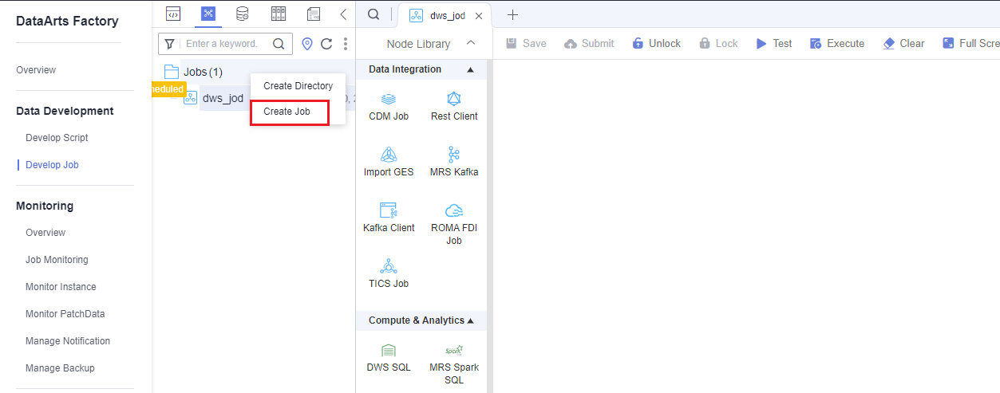 DataArts Factory
Overview
Data Development
Develop Script
Develop Job
Monitoring
Overview
Job Monitoring
Monitor Instance
Monitor PatchData
Manage Notification
Manage Backup
Enter a keyword.
Jobs (1)
heduled
dws_jod
Create Directory
Create Job
dws_jod
Node Library
Save
Submit
Unlock
Lock
Test
Execute
Clear
Full Scre
Data Integration
CDM Job
Rest Client
Import GES
MRS Kafka
Kafka Client
ROMA FDI
Job
TICS Job
Compute & Analytics
DWS SQL
Spark
MRS Spark
SQL